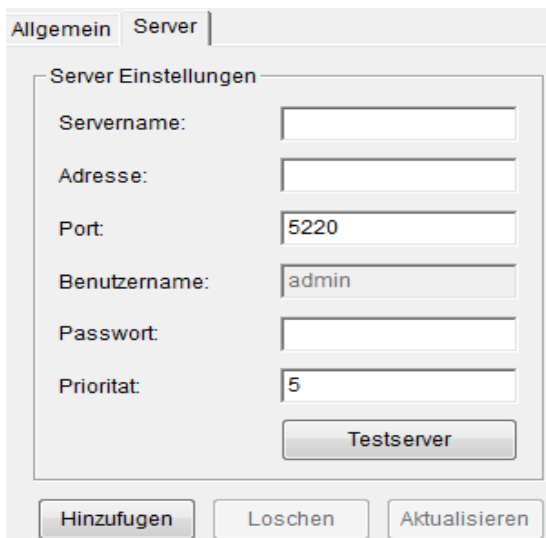 Allgemein Server
Server Einstellungen
Servername:
Adresse:
Port: 5220
Benutzername: admin
Passwort:
Prioritat: 5
Testserver
Hinzufugen Loschen Aktualisieren